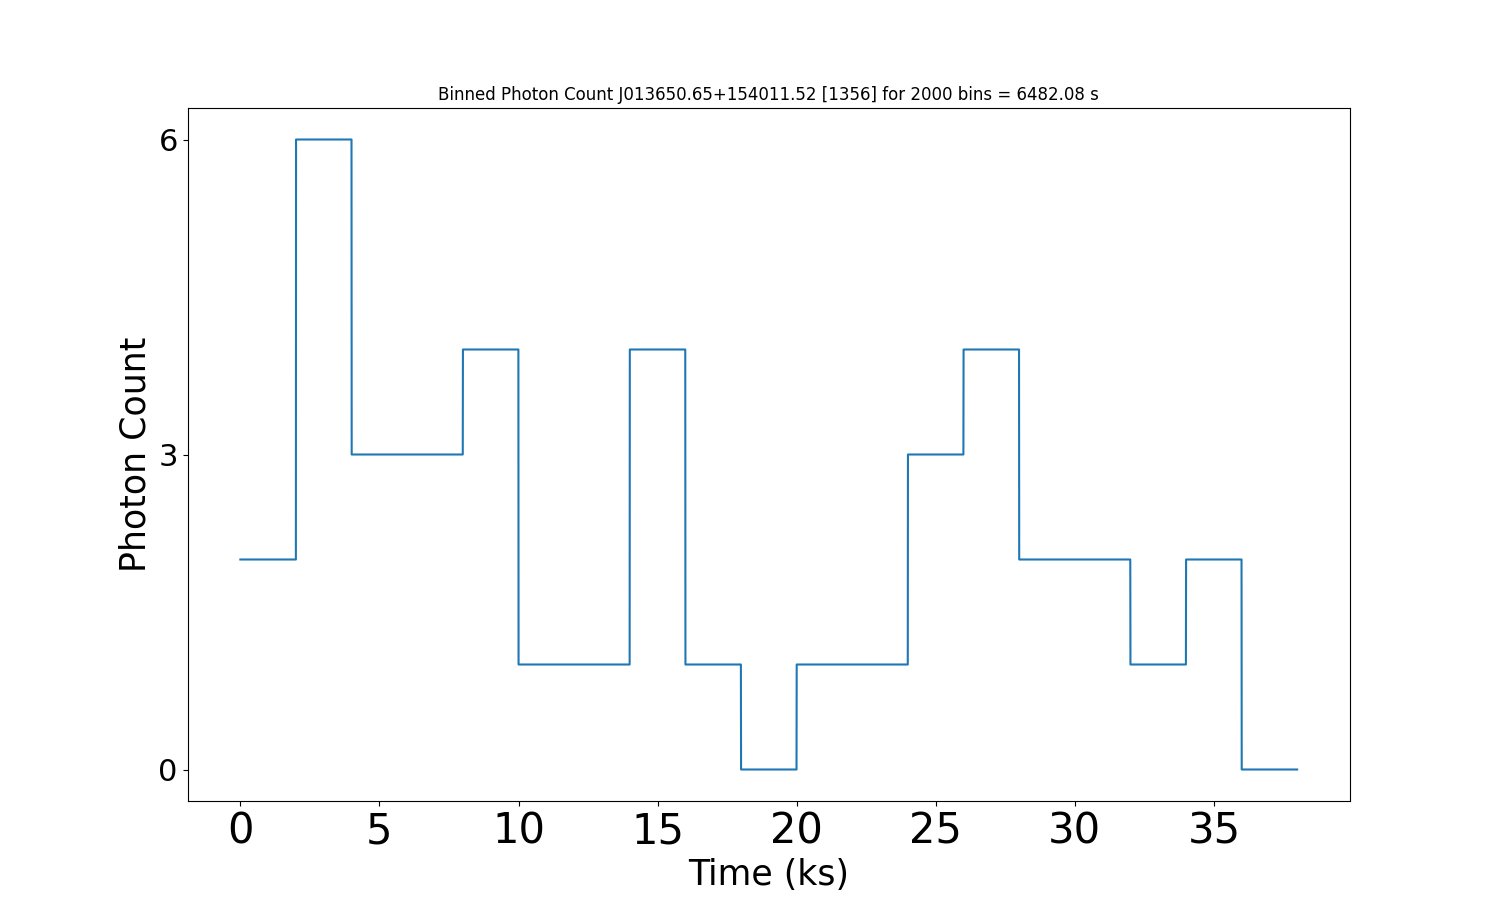 Binned Photon Count J013650.65+154011.52 [1356] for 2000 bins = 6482.08 s
6
3
0
Photon Count
0 5 10 15 20 25 30 35
Time (ks)